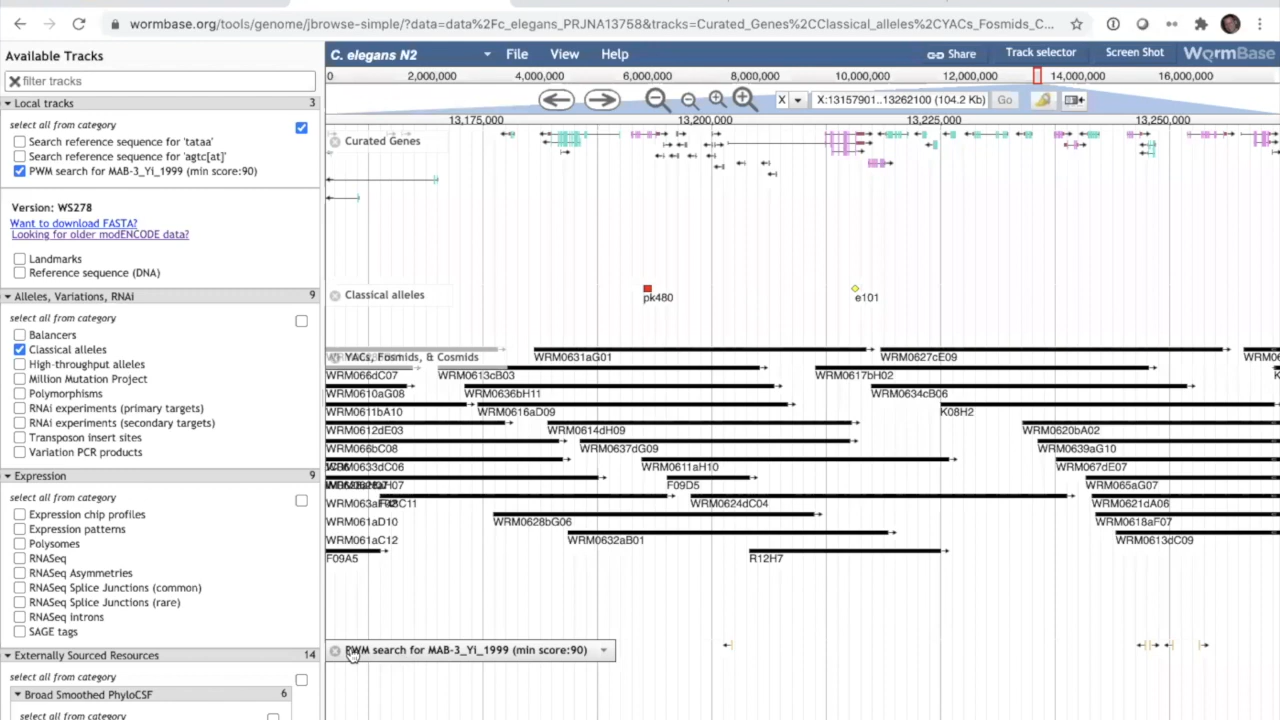 wormbase.org/tools/genome/jbrowse-simple/?data=data%2Fc_elegans_PRJNA13758&tracks=Curated_Genes%2CClassical_alleles%2CYACs_Fosmids_C...
Available Tracks
filter tracks
Local tracks 3
select all from category
Search reference sequence for 'tataa'
Search reference sequence for 'agtc[at]'
PWM search for MAB-3_Yi_1999 (min score:90)
Version: WS278
Want to download FASTA?
Looking for older modENCODE data?
Landmarks
Reference sequence (DNA)
Alleles, Variations, RNAi 9
select all from category
Balancers
Classical alleles
High-throughput alleles
Million Mutation Project
Polymorphisms
RNAi experiments (primary targets)
RNAi experiments (secondary targets)
Transposon insert sites
Variation PCR products
Expression 9
select all from category
Expression chip profiles
Expression patterns
Polysomes
RNASeq
RNASeq Asymmetries
RNASeq Splice Junctions (common)
RNASeq Splice Junctions (rare)
RNASeq introns
SAGE tags
Externally Sourced Resources 14
select all from category
Broad Smoothed PhyloCSF 6
select all from category
C. elegans N2 File View Help Share Track selector Screen Shot WormBase
0 2,000,000 4,000,000 6,000,000 8,000,000 10,000,000 12,000,000 14,000,000 16,000,000
X X:13157901..13262100 (104.2 Kb) Go
13,175,000 13,200,000 13,225,000 13,250,000
Curated Genes
Classical alleles
pk480 e101
YACs, Fosmids, & Cosmids WRM0631aG01 WRM0627cE09
WRM066dC07 WRM0613cB03 WRM0617bH02
WRM0610aG08 WRM0636bH11 WRM0634cB06
WRM0611bA10 WRM0616aD09 K08H2
WRM0612dE03 WRM0614dH09 WRM0620bA02
WRM066bC08 WRM0637dG09 WRM0639aG10
WRM0633dC06 WRM0611aH10 WRM067dE07
F09D5 WRM065aG07
WRM0624dC04 WRM0621dA06
WRM061aD10 WRM0628bG06 WRM0618aF07
WRM061aC12 WRM0632aB01 WRM0613dC09
F09A5 R12H7
PWM search for MAB-3_Yi_1999 (min score:90)